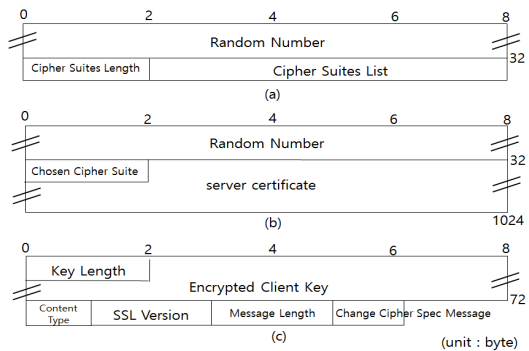 0 2 4 6 8
Random Number
32
Cipher Suites Length Cipher Suites List
(a)
0 2 4 6 8
Random Number
32
Chosen Cipher Suite
server certificate
1024
(b)
0 2 4 6 8
Key Length
Encrypted Client Key
72
Content Type SSL Version Message Length Change Cipher Spec Message
(c)
(unit : byte)